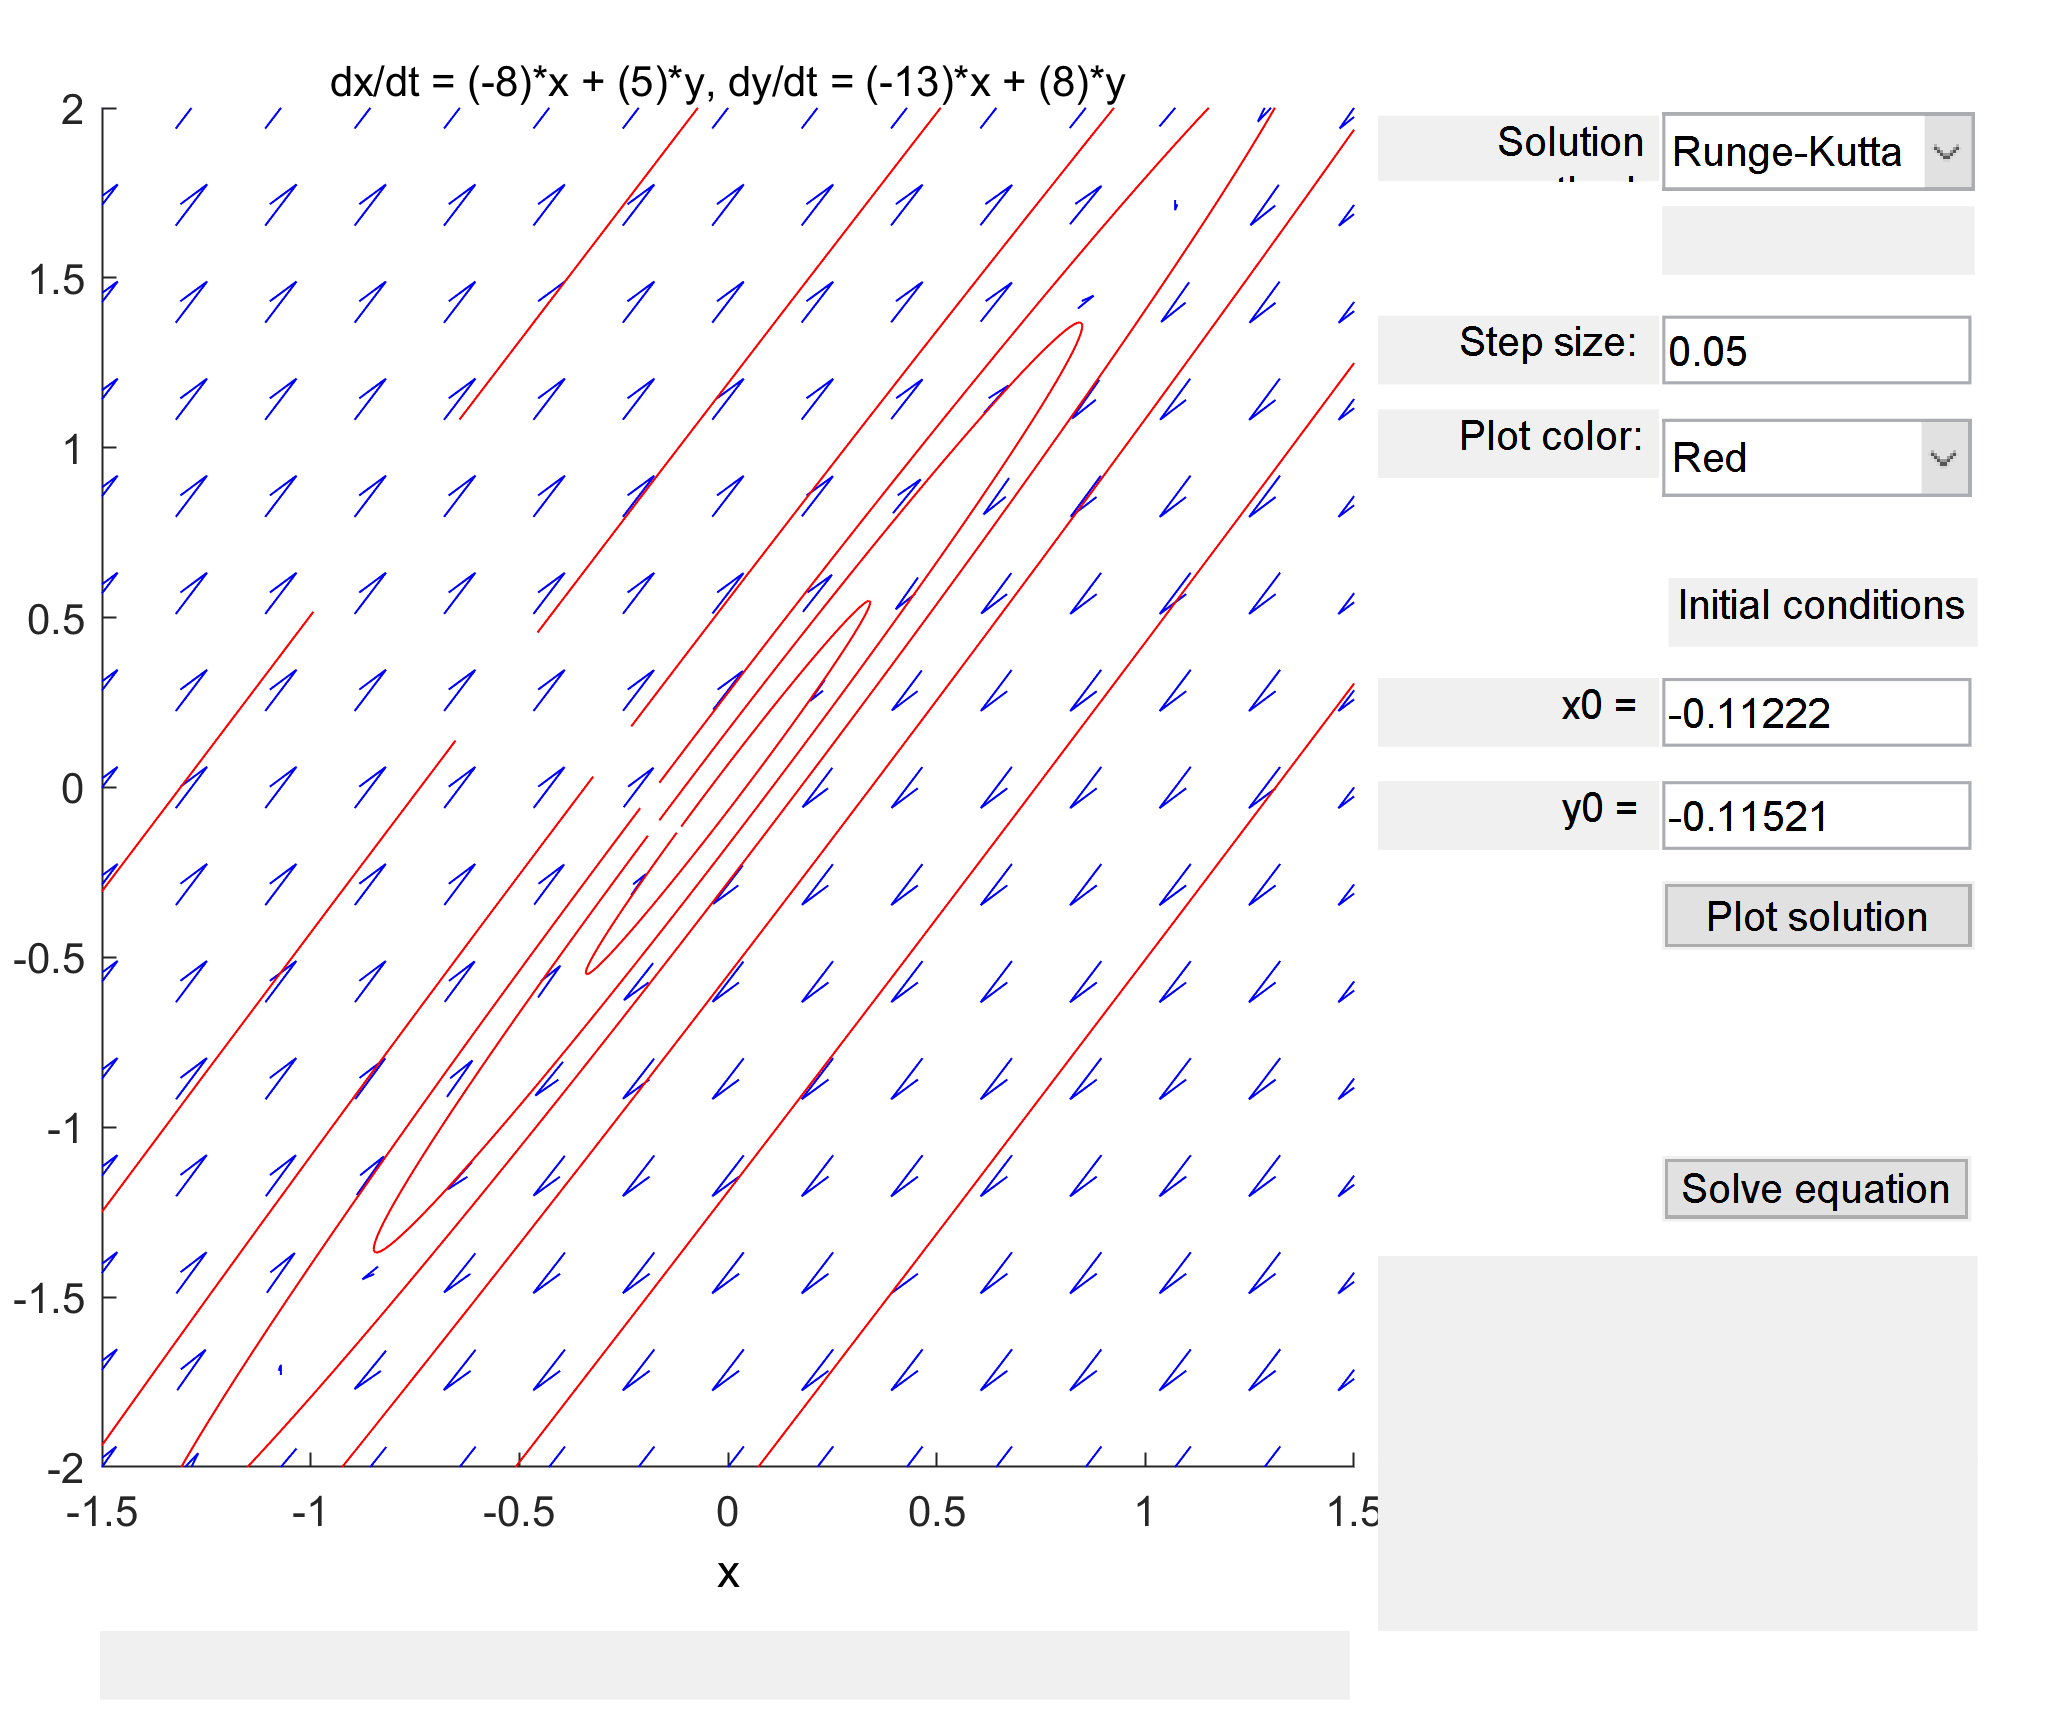 dx/dt = (-8)*x + (5)*y, dy/dt = (-13)*x + (8)*y
2
1.5
1
0.5
0
-0.5
-1
-1.5
-2
-1.5
-1
-0.5
0
0.5
1
1.5
x
Solution
Runge-Kutta
Step size:
0.05
Plot color:
Red
Initial conditions
x0 =
-0.11222
y0 =
-0.11521
Plot solution
Solve equation